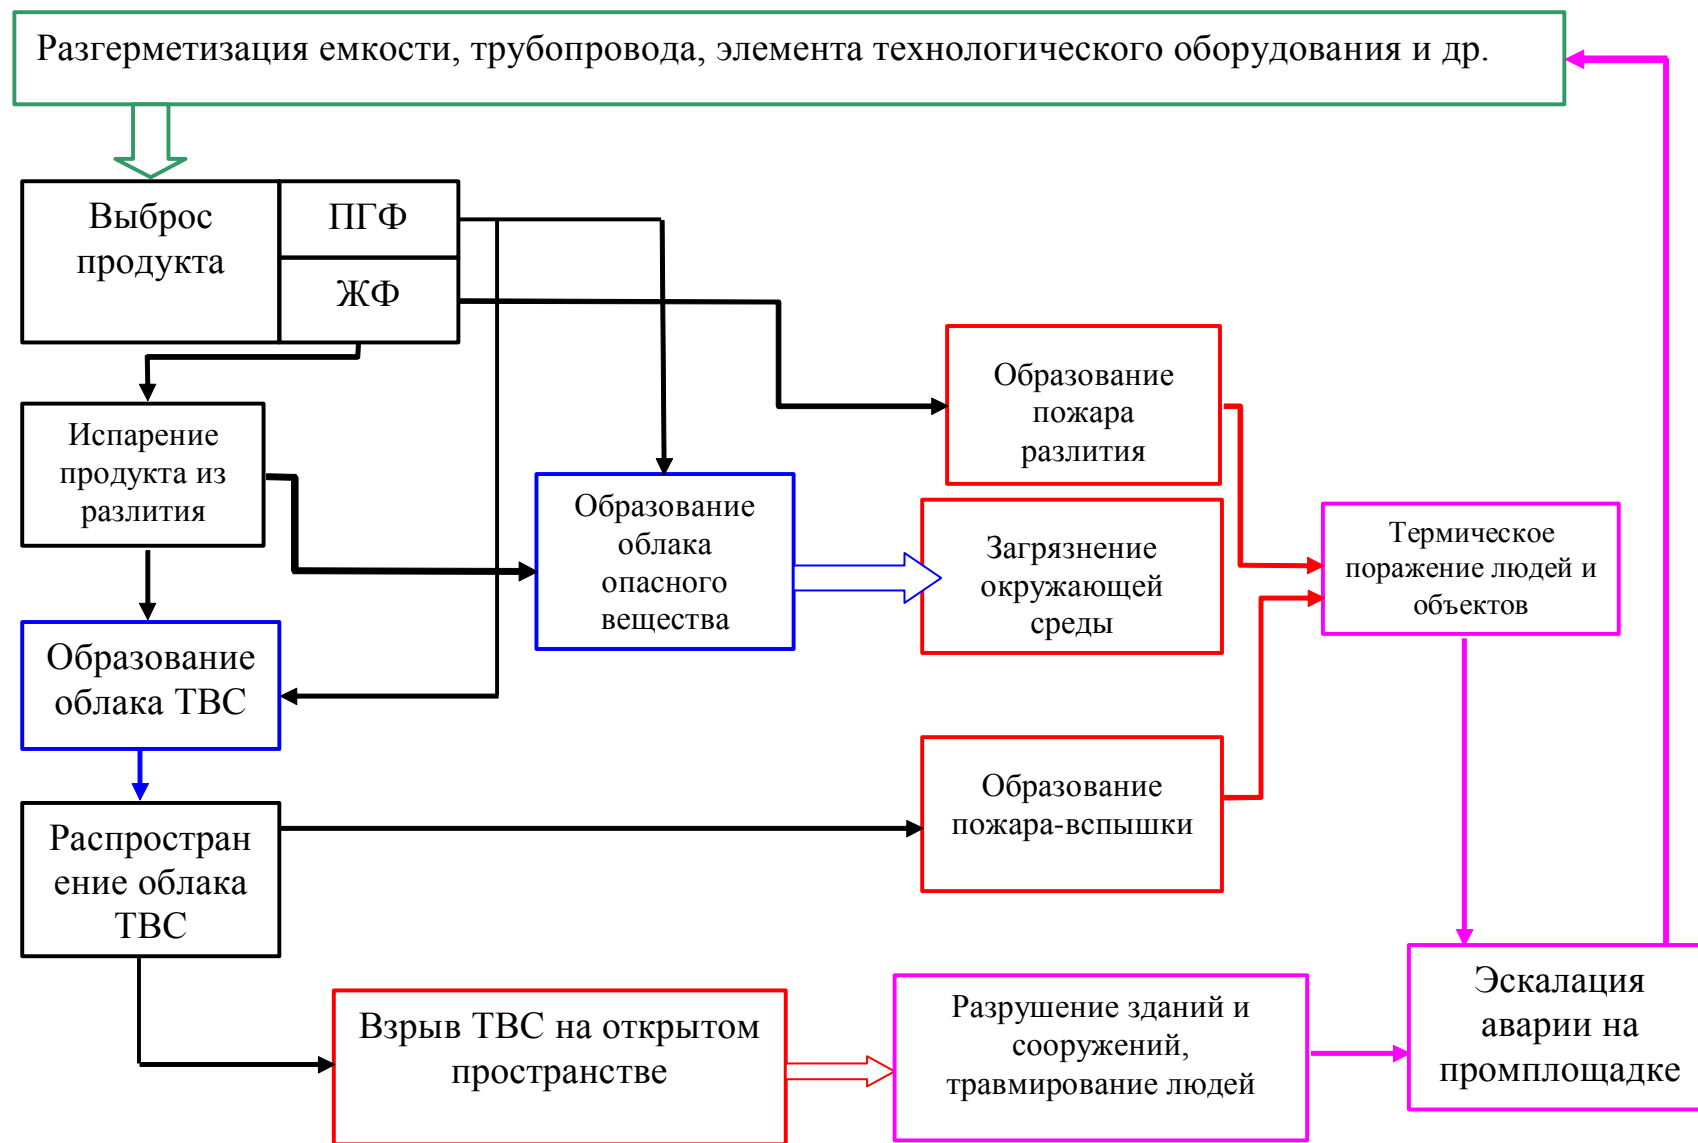 Разгерметизация емкости, трубопровода, элемента технологического оборудования и др.
Выброс
продукта
ПГФ
ЖФ
Испарение
продукта из
разлития
Образование
облака
опасного
вещества
Образование
пожара
разлития
Загрязнение
окружающей
среды
Термическое
поражение людей и
объектов
Образование
облака ТВС
Образование
пожара-вспышки
Распростран
ение облака
ТВС
Взрыв ТВС на открытом
пространстве
Разрушение зданий и
сооружений,
травмирование людей
Эскалация
аварии на
промплощадке